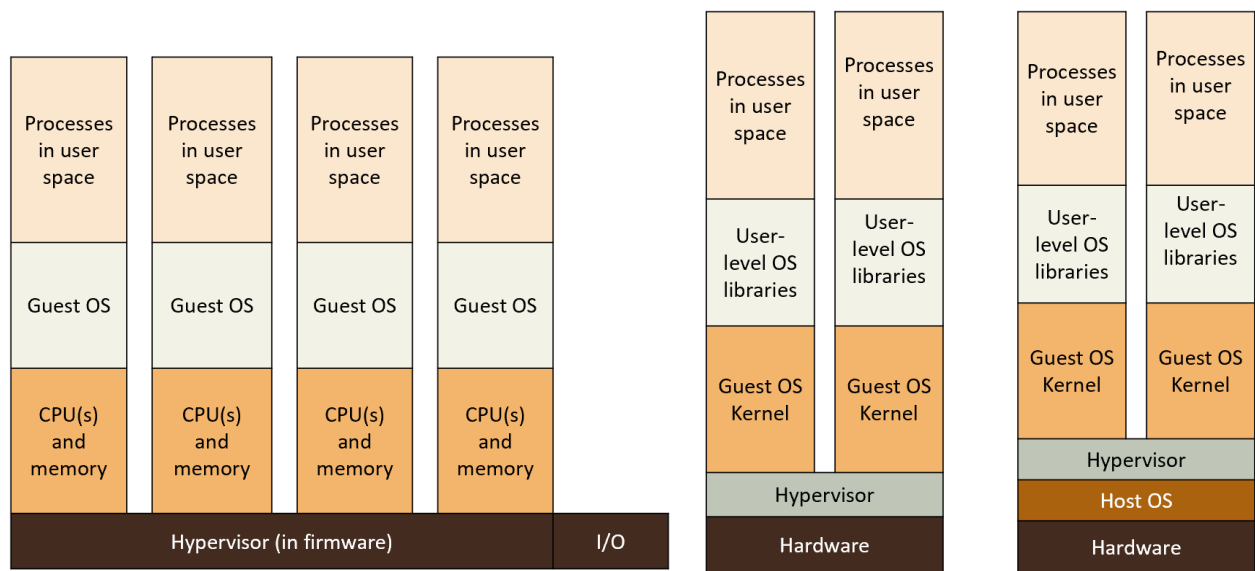 Processes
in user
space
Guest OS
CPU(s)
and
memory
Processes
in user
space
Guest OS
CPU(s)
and
memory
Processes
in user
space
Guest OS
CPU(s)
and
memory
Processes
in user
space
Guest OS
CPU(s)
and
memory
Hypervisor (in firmware)
I/O
Processes
in user
space
User-
level OS
libraries
Guest OS
Kernel
Processes
in user
space
User-
level OS
libraries
Guest OS
Kernel
Hypervisor
Hardware
Processes
in user
space
User-
level OS
libraries
Guest OS
Kernel
Processes
in user
space
User-
level OS
libraries
Guest OS
Kernel
Hypervisor
Host OS
Hardware